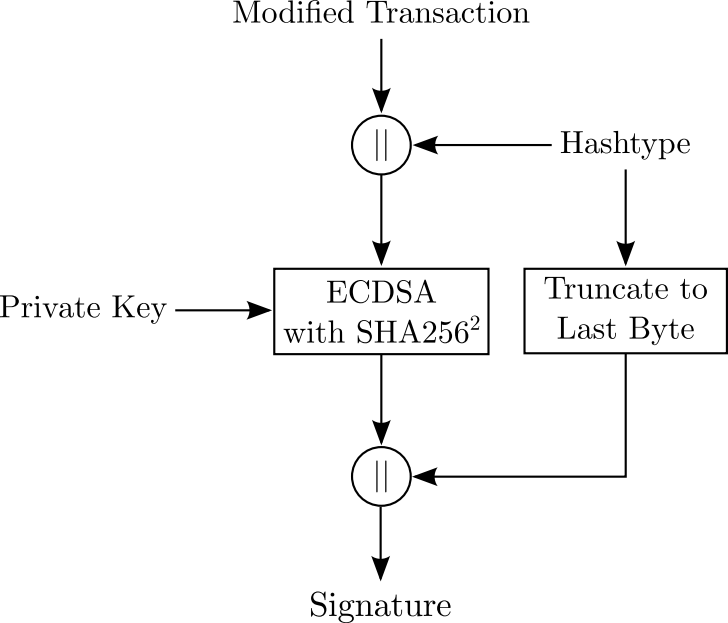 Modified Transaction
||
Hashtype
Private Key
ECDSA
with SHA256²
Truncate to
Last Byte
||
Signature